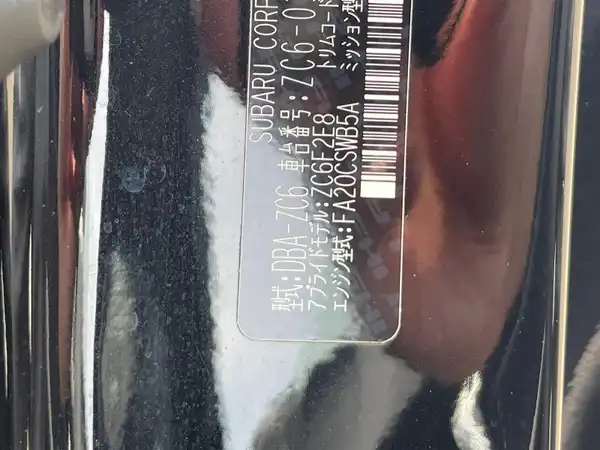 SUBARU CORP
型式:DBA-ZC6 車台番号:ZC6-0
アプライドモデル:ZC6F2E8 トリムコード
エンジン型式:FA20CSWB5A ミッション型